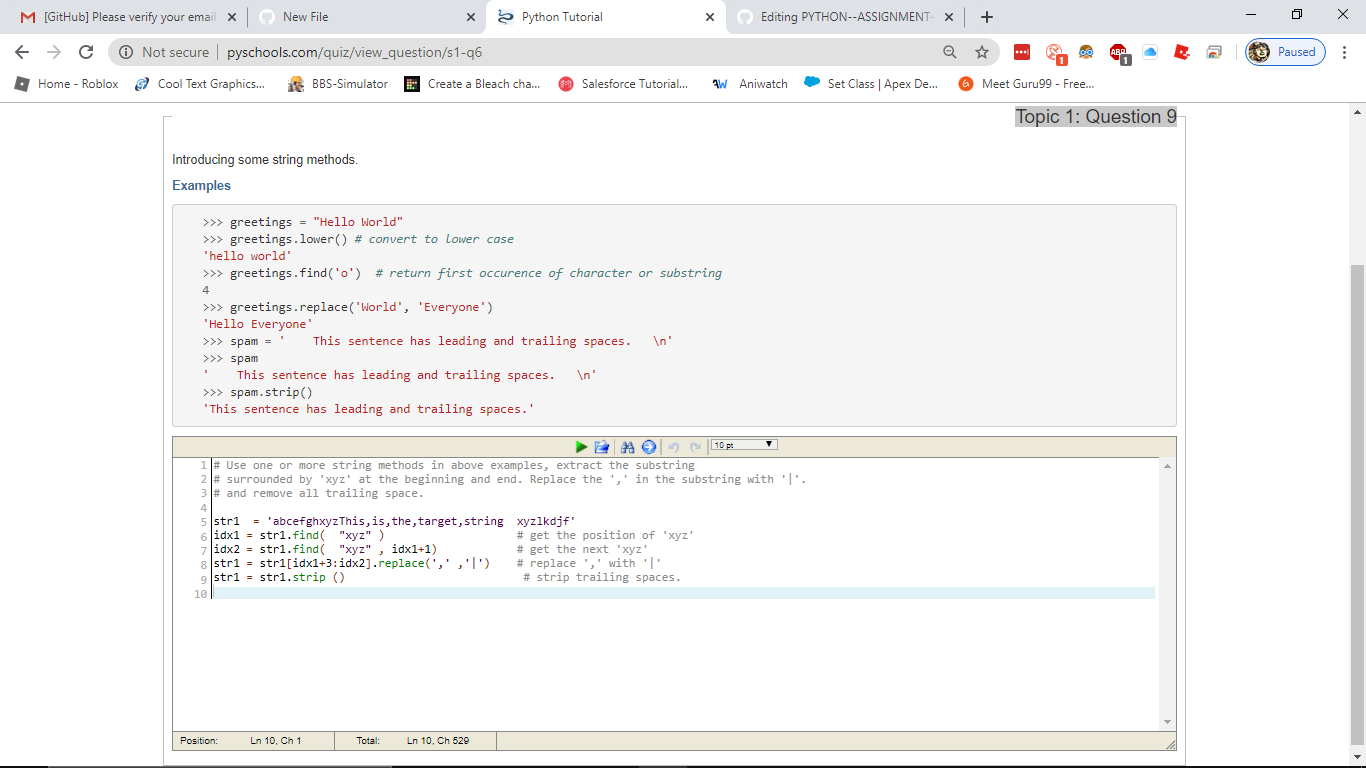 [GitHub] Please verify your email
New File
Python Tutorial
Editing PYTHON--ASSIGNMENT-
Not secure | pyschools.com/quiz/view_question/s1-q6
1
ABP
1
Paused
Home - Roblox
Cool Text Graphics...
BBS-Simulator
Create a Bleach cha...
Salesforce Tutorial...
Aniwatch
Set Class | Apex De...
Meet Guru99 - Free...
Topic 1: Question 9
Introducing some string methods.
Examples
>>> greetings = "Hello World"
>>> greetings.lower() # convert to lower case
'hello world'
>>> greetings.find('o')  # return first occurence of character or substring
4
>>> greetings.replace('World', 'Everyone')
'Hello Everyone'
>>> spam = '    This sentence has leading and trailing spaces.   \n'
>>> spam
'    This sentence has leading and trailing spaces.   \n'
>>> spam.strip()
'This sentence has leading and trailing spaces.'
10 pt
1 # Use one or more string methods in above examples, extract the substring
2 # surrounded by 'xyz' at the beginning and end. Replace the ',' in the substring with '|'.
3 # and remove all trailing space.
4
5 str1  = 'abcefghxyzThis,is,the,target,string  xyzlkdjf'
6 idx1 = str1.find(  "xyz" )                    # get the position of 'xyz'
7 idx2 = str1.find(  "xyz" , idx1+1)            # get the next 'xyz'
8 str1 = str1[idx1+3:idx2].replace(',' ,'|')    # replace ',' with '|'
9 str1 = str1.strip ()                           # strip trailing spaces.
10
Position: Ln 10, Ch 1 Total: Ln 10, Ch 529